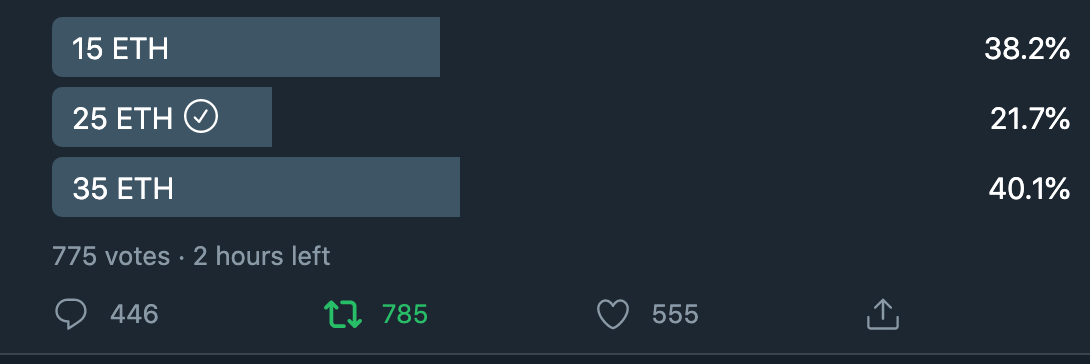 15 ETH 38.2%
25 ETH 21.7%
35 ETH 40.1%
775 votes · 2 hours left
446 785 555